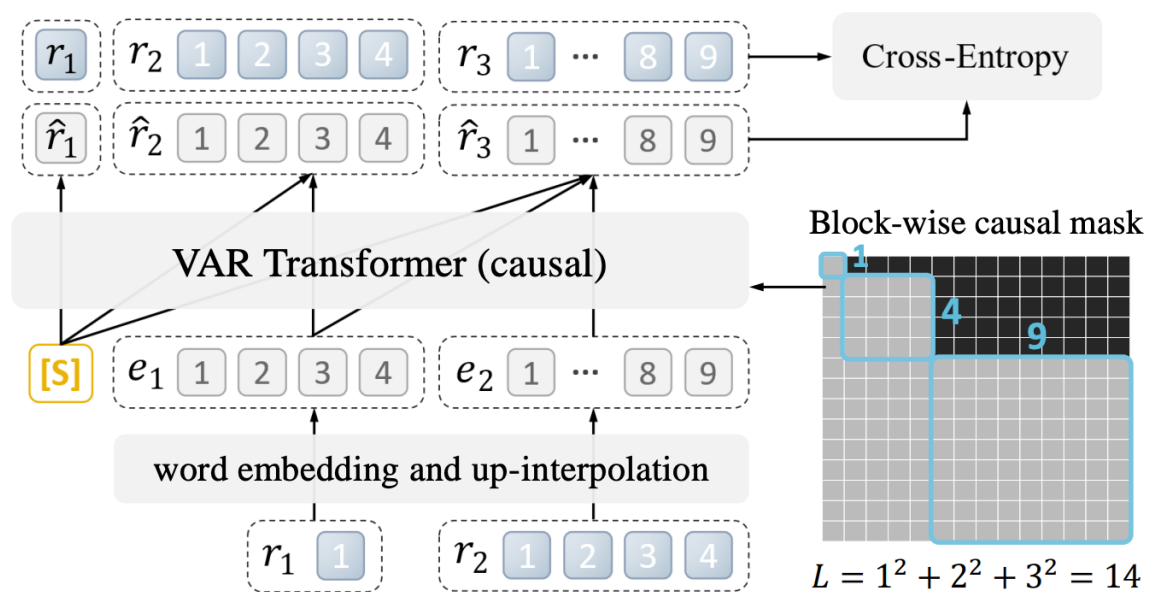 r₁ r₂ 1 2 3 4 r₃ 1 ··· 8 9 Cross-Entropy
r̂₁ r̂₂ 1 2 3 4 r̂₃ 1 ··· 8 9
VAR Transformer (causal)
Block-wise causal mask
1
4
9
[S] e₁ 1 2 3 4 e₂ 1 ··· 8 9
word embedding and up-interpolation
r₁ 1 r₂ 1 2 3 4
L = 1² + 2² + 3² = 14